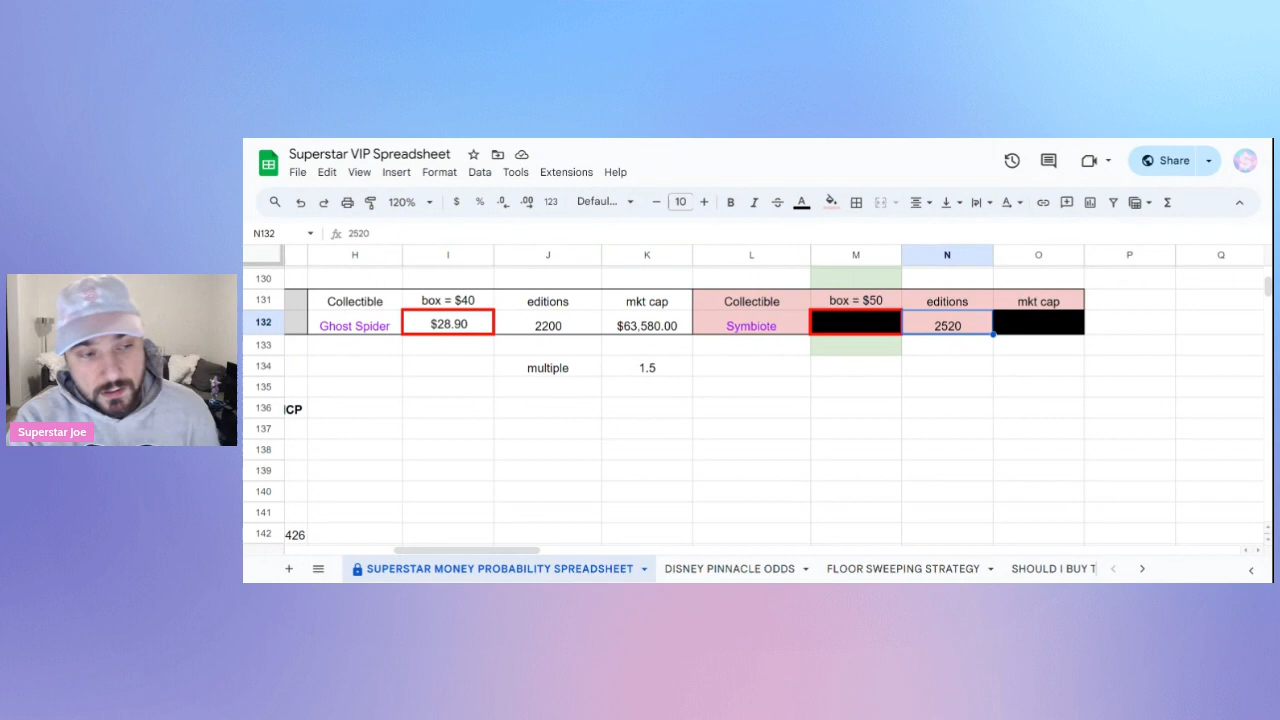 Superstar VIP Spreadsheet
File Edit View Insert Format Data Tools Extensions Help
Share
120% $ % .0 .00 123 Defaul... 10 B I A
N132 fx 2520
H I J K L M N O P Q
130
131 Collectible box = $40 editions mkt cap Collectible box = $50 editions mkt cap
132 Ghost Spider $28.90 2200 $63,580.00 Symbiote 2520
133
134 multiple 1.5
135
136 ICP
137
138
139
140
141
142 426
SUPERSTAR MONEY PROBABILITY SPREADSHEET DISNEY PINNACLE ODDS FLOOR SWEEPING STRATEGY SHOULD I BUY T
Superstar Joe